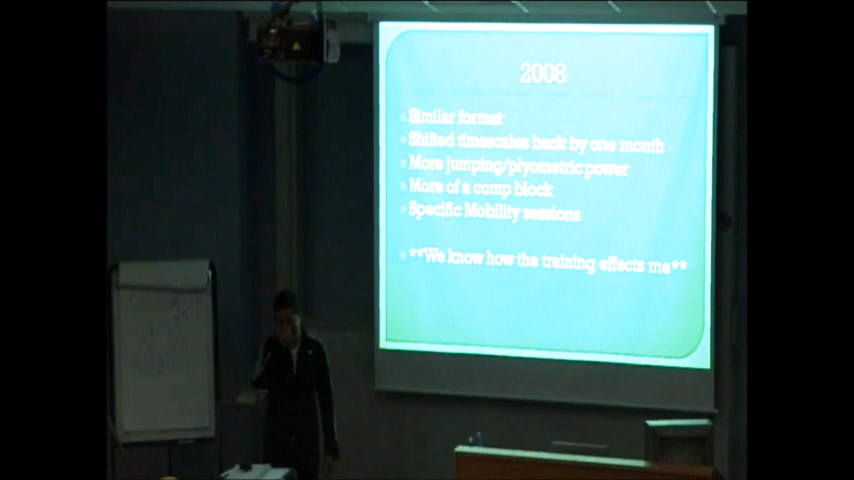 2008
Similar format
Shifted timescales back by one month
More jumping/plyometric power
More of a comp block
Specific Mobility sessions
**We know how the training effects me**